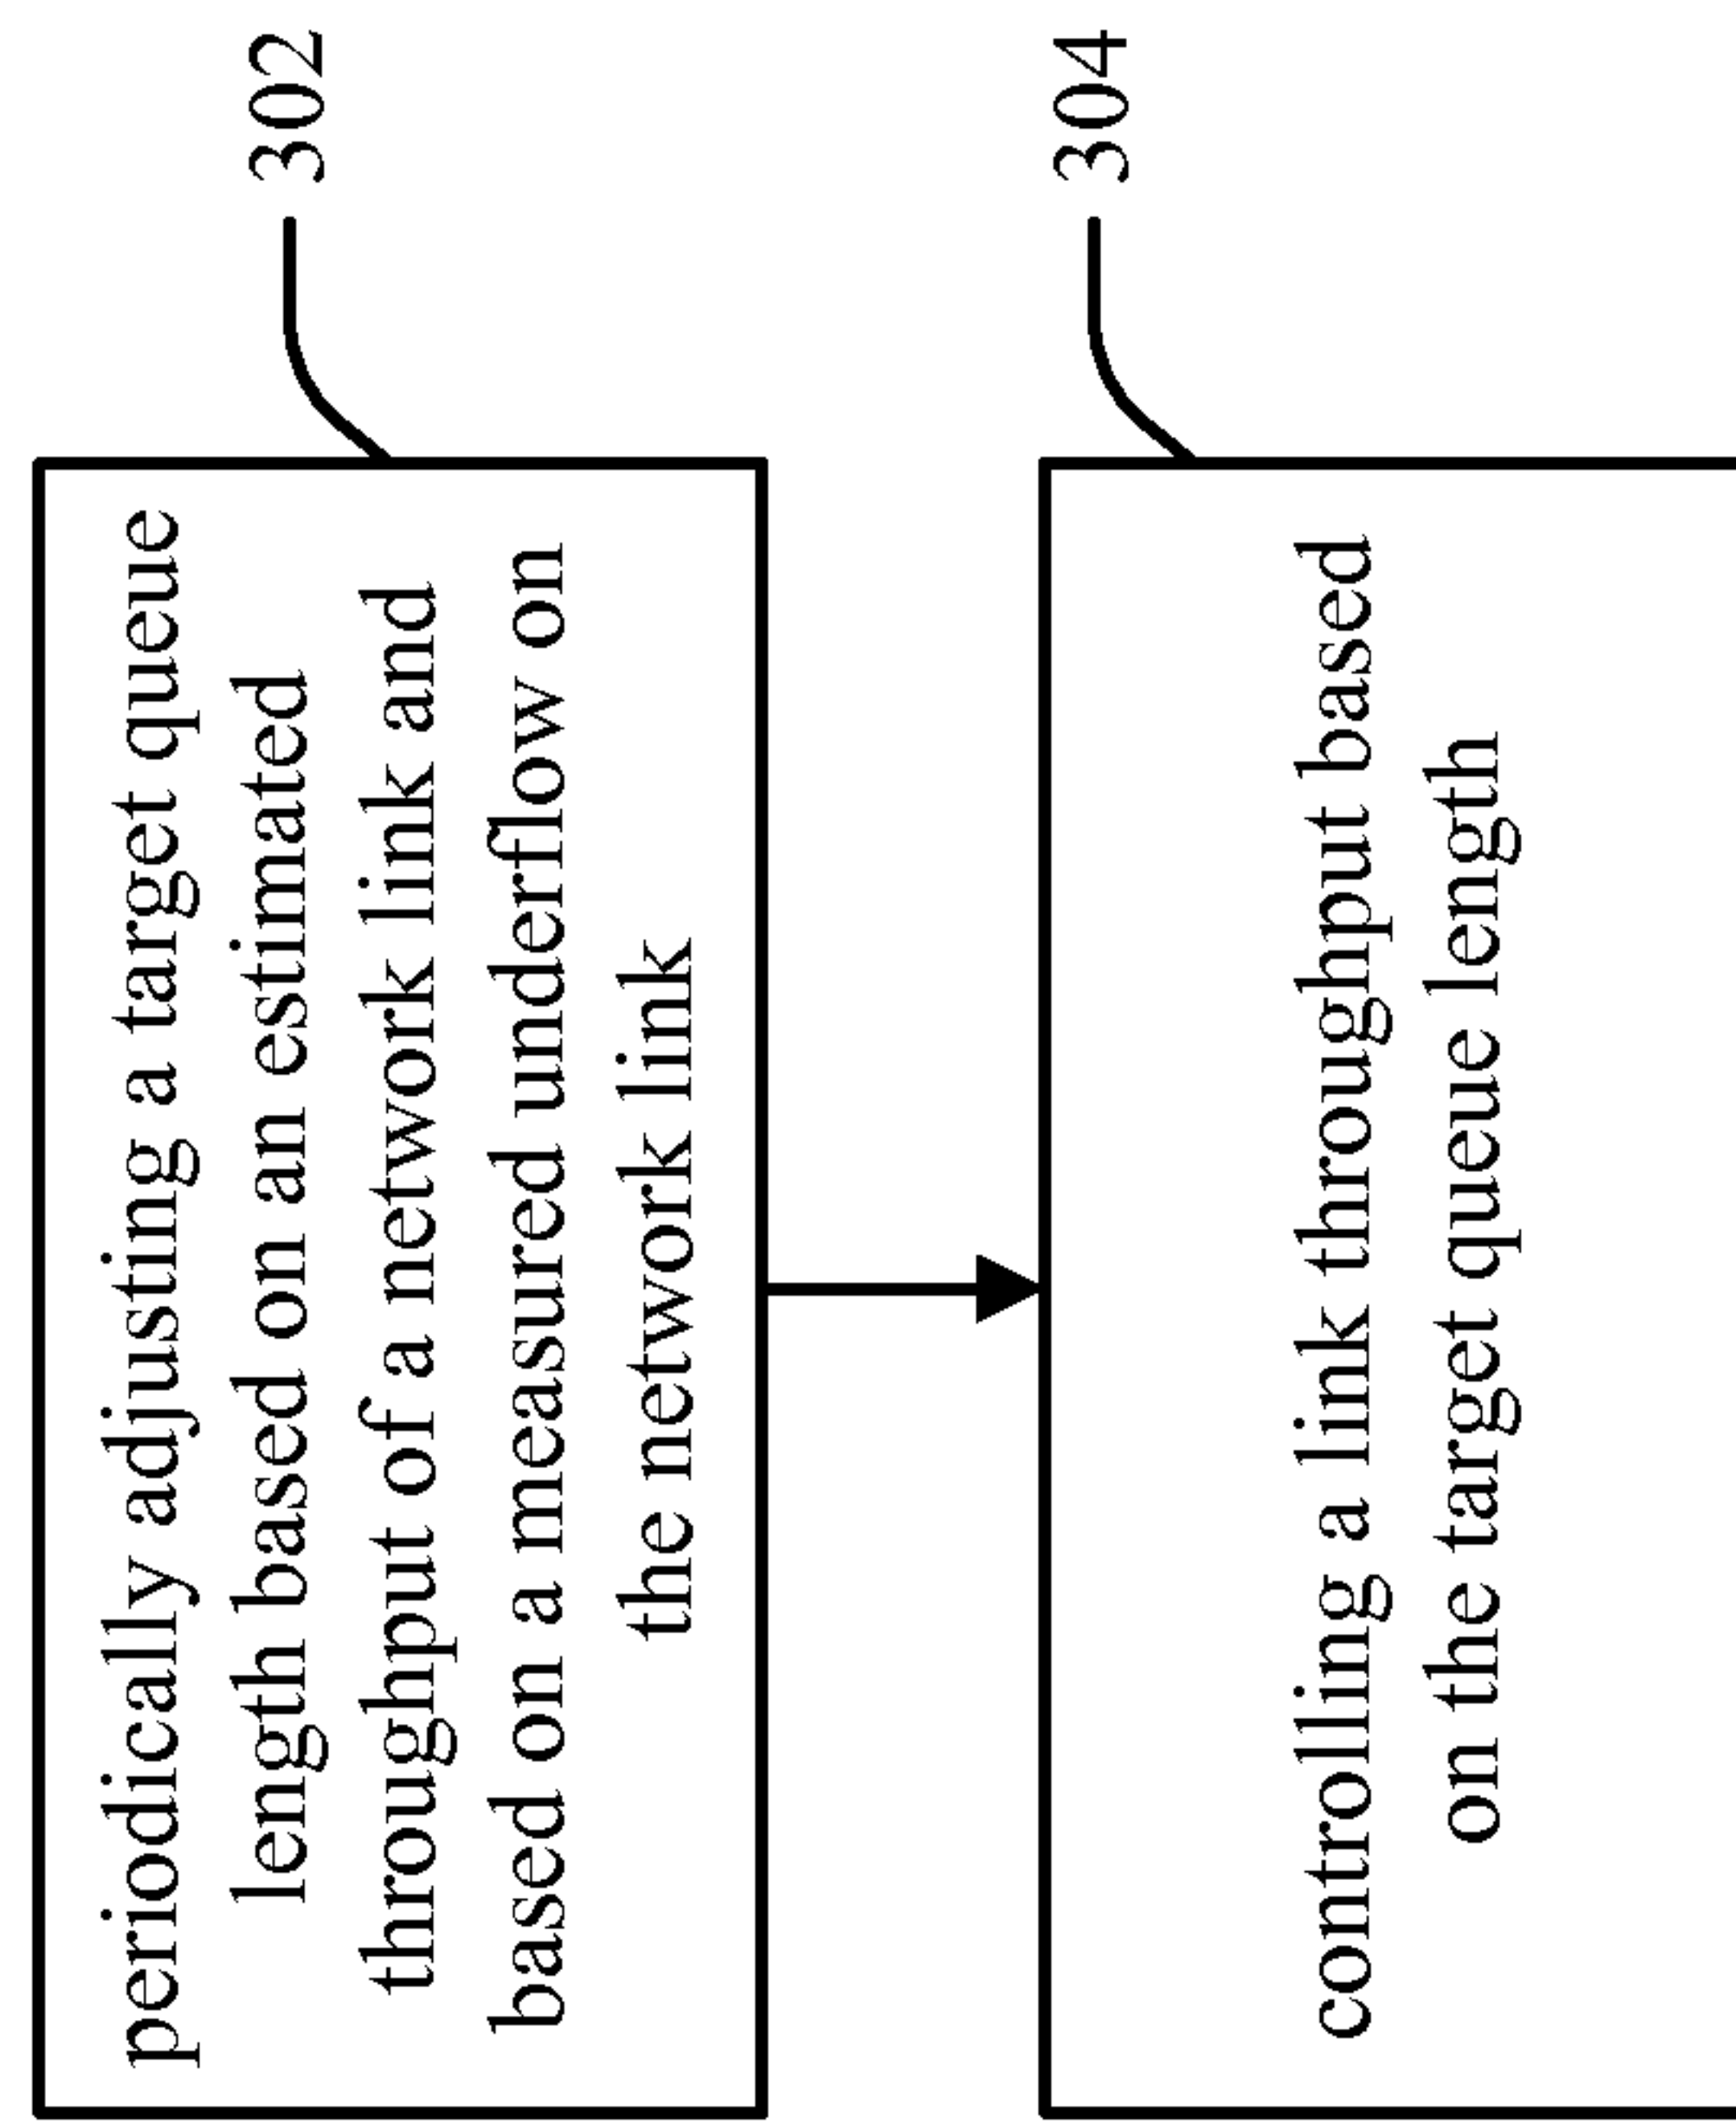 periodically adjusting a target queue
length based on an estimated
throughput of a network link and
based on a measured underflow on
the network link
302
controlling a link throughput based
on the target queue length
304